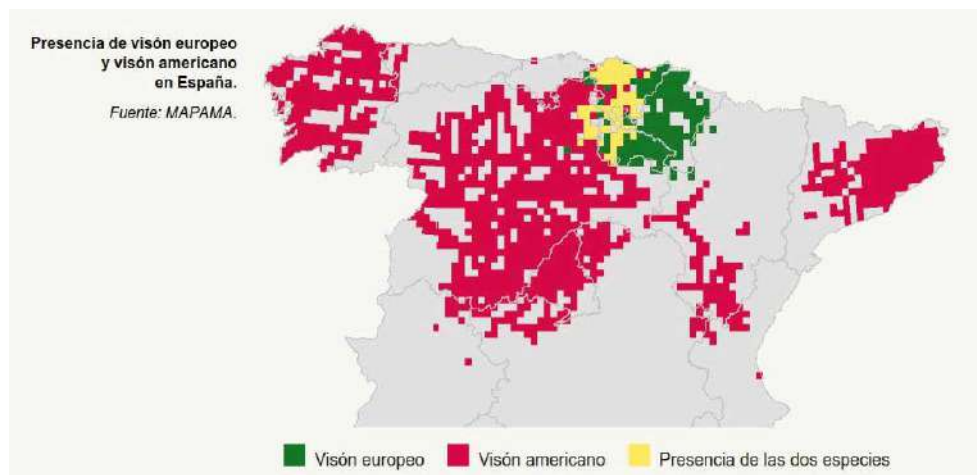 Presencia de visón europeo
y visón americano
en España.
Fuente: MAPAMA.
Visón europeo
Visón americano
Presencia de las dos especies